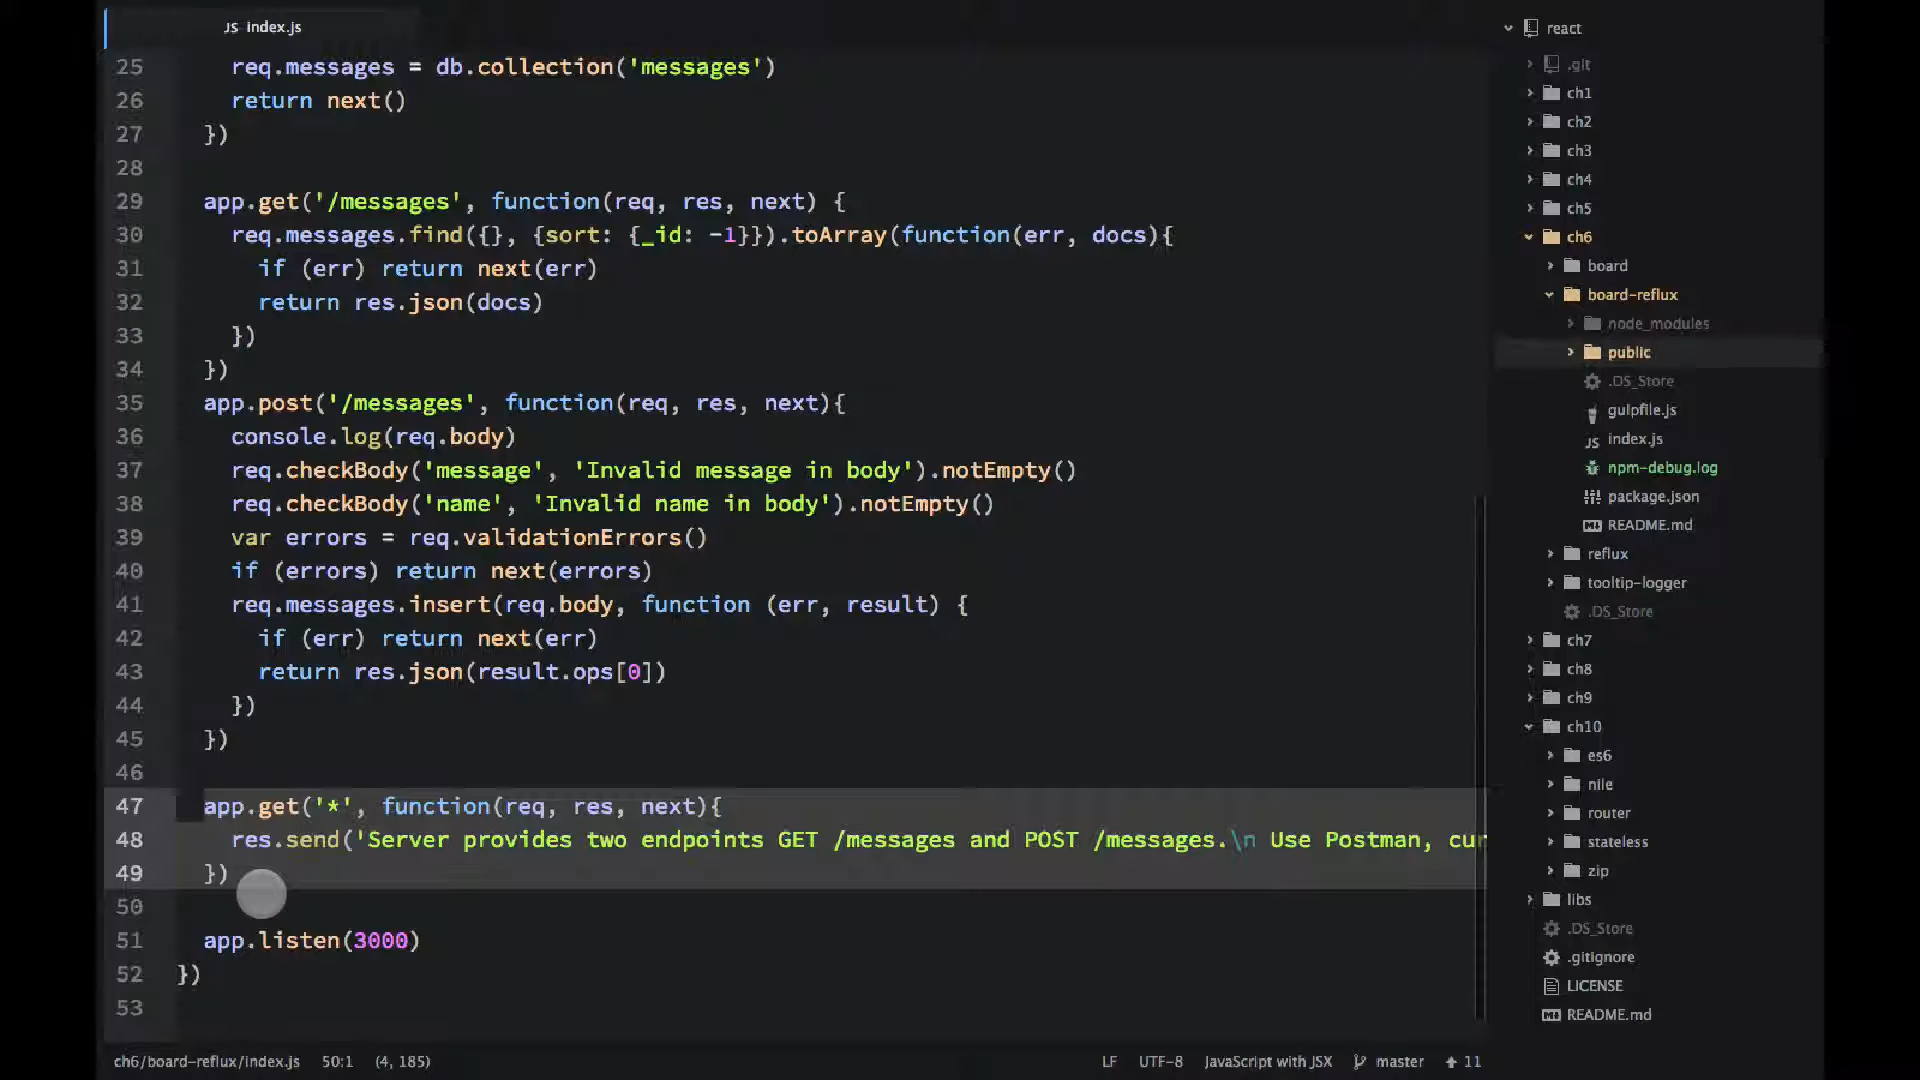 JS index.js
25 req.messages = db.collection('messages')
26 return next()
27 })
28
29 app.get('/messages', function(req, res, next) {
30 req.messages.find({}, {sort: {_id: -1}}).toArray(function(err, docs){
31 if (err) return next(err)
32 return res.json(docs)
33 })
34 })
35 app.post('/messages', function(req, res, next){
36 console.log(req.body)
37 req.checkBody('message', 'Invalid message in body').notEmpty()
38 req.checkBody('name', 'Invalid name in body').notEmpty()
39 var errors = req.validationErrors()
40 if (errors) return next(errors)
41 req.messages.insert(req.body, function (err, result) {
42 if (err) return next(err)
43 return res.json(result.ops[0])
44 })
45 })
46
47 app.get('*', function(req, res, next){
48 res.send('Server provides two endpoints GET /messages and POST /messages.\n Use Postman, cur
49 })
50
51 app.listen(3000)
52 })
53
ch6/board-reflux/index.js 50:1 (4, 185) LF UTF-8 JavaScript with JSX master 11
react
.git
ch1
ch2
ch3
ch4
ch5
ch6
board
board-reflux
node_modules
public
.DS_Store
gulpfile.js
JS index.js
npm-debug.log
package.json
README.md
reflux
tooltip-logger
.DS_Store
ch7
ch8
ch9
ch10
es6
nile
router
stateless
zip
libs
.DS_Store
.gitignore
LICENSE
README.md